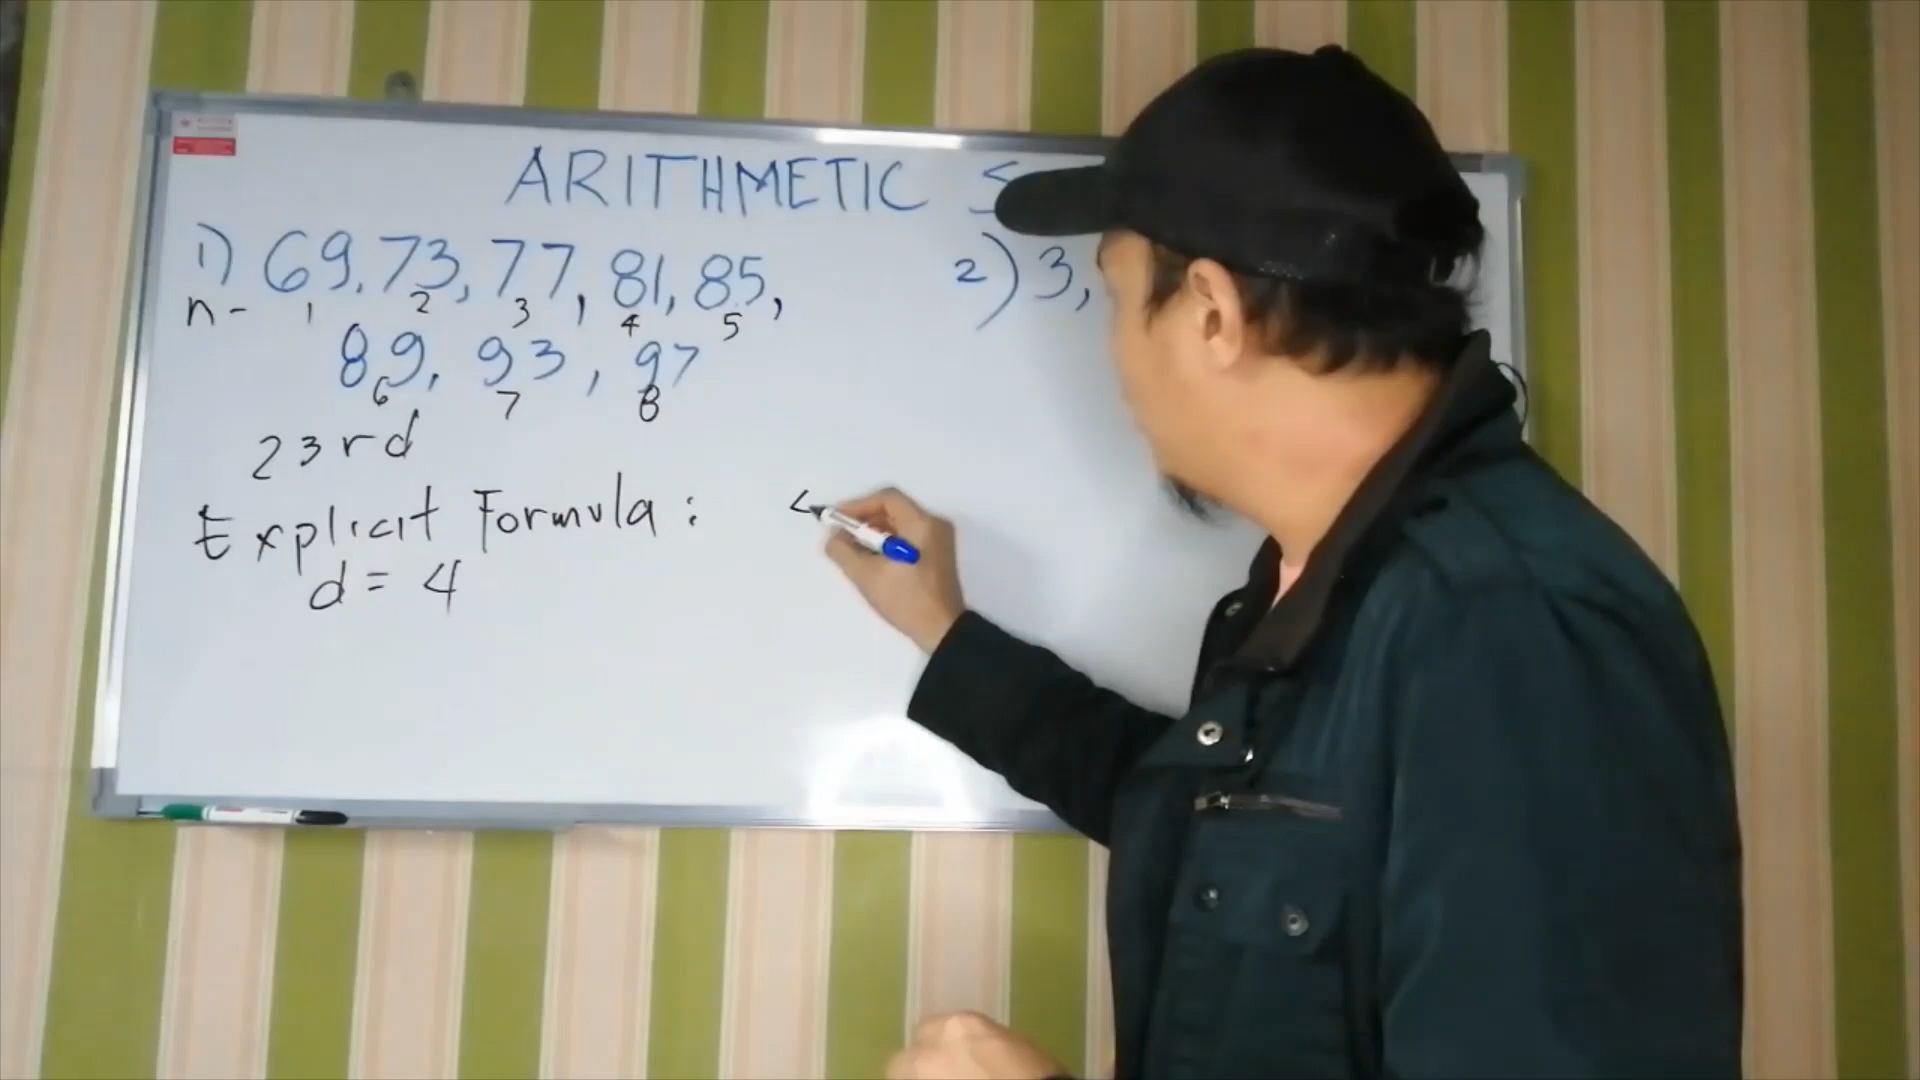 ARITHMETIC S
1) 69, 73, 77, 81, 85,
n - 1 2 3 4 5
89, 93, 97
6 7 8
23rd
Explicit Formula :
d = 4
2) 3,